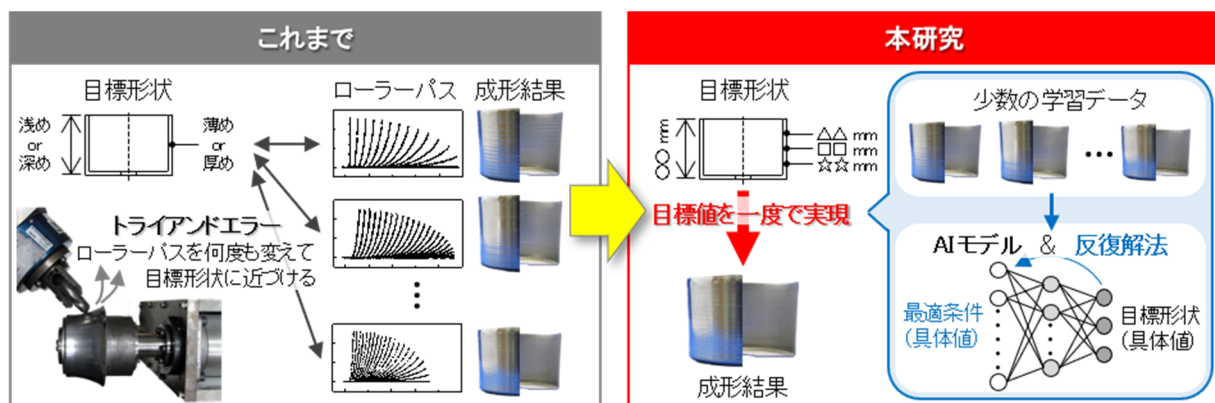 これまで
目標形状
ローラーパス
成形結果
浅め
or
深め
薄め
or
厚め
トライアンドエラー
ローラーパスを何度も変えて
目標形状に近づける
本研究
目標形状
○○mm
△△mm
□□mm
☆☆mm
目標値を一度で実現
成形結果
少数の学習データ
AIモデル & 反復解法
最適条件
(具体値)
目標形状
(具体値)